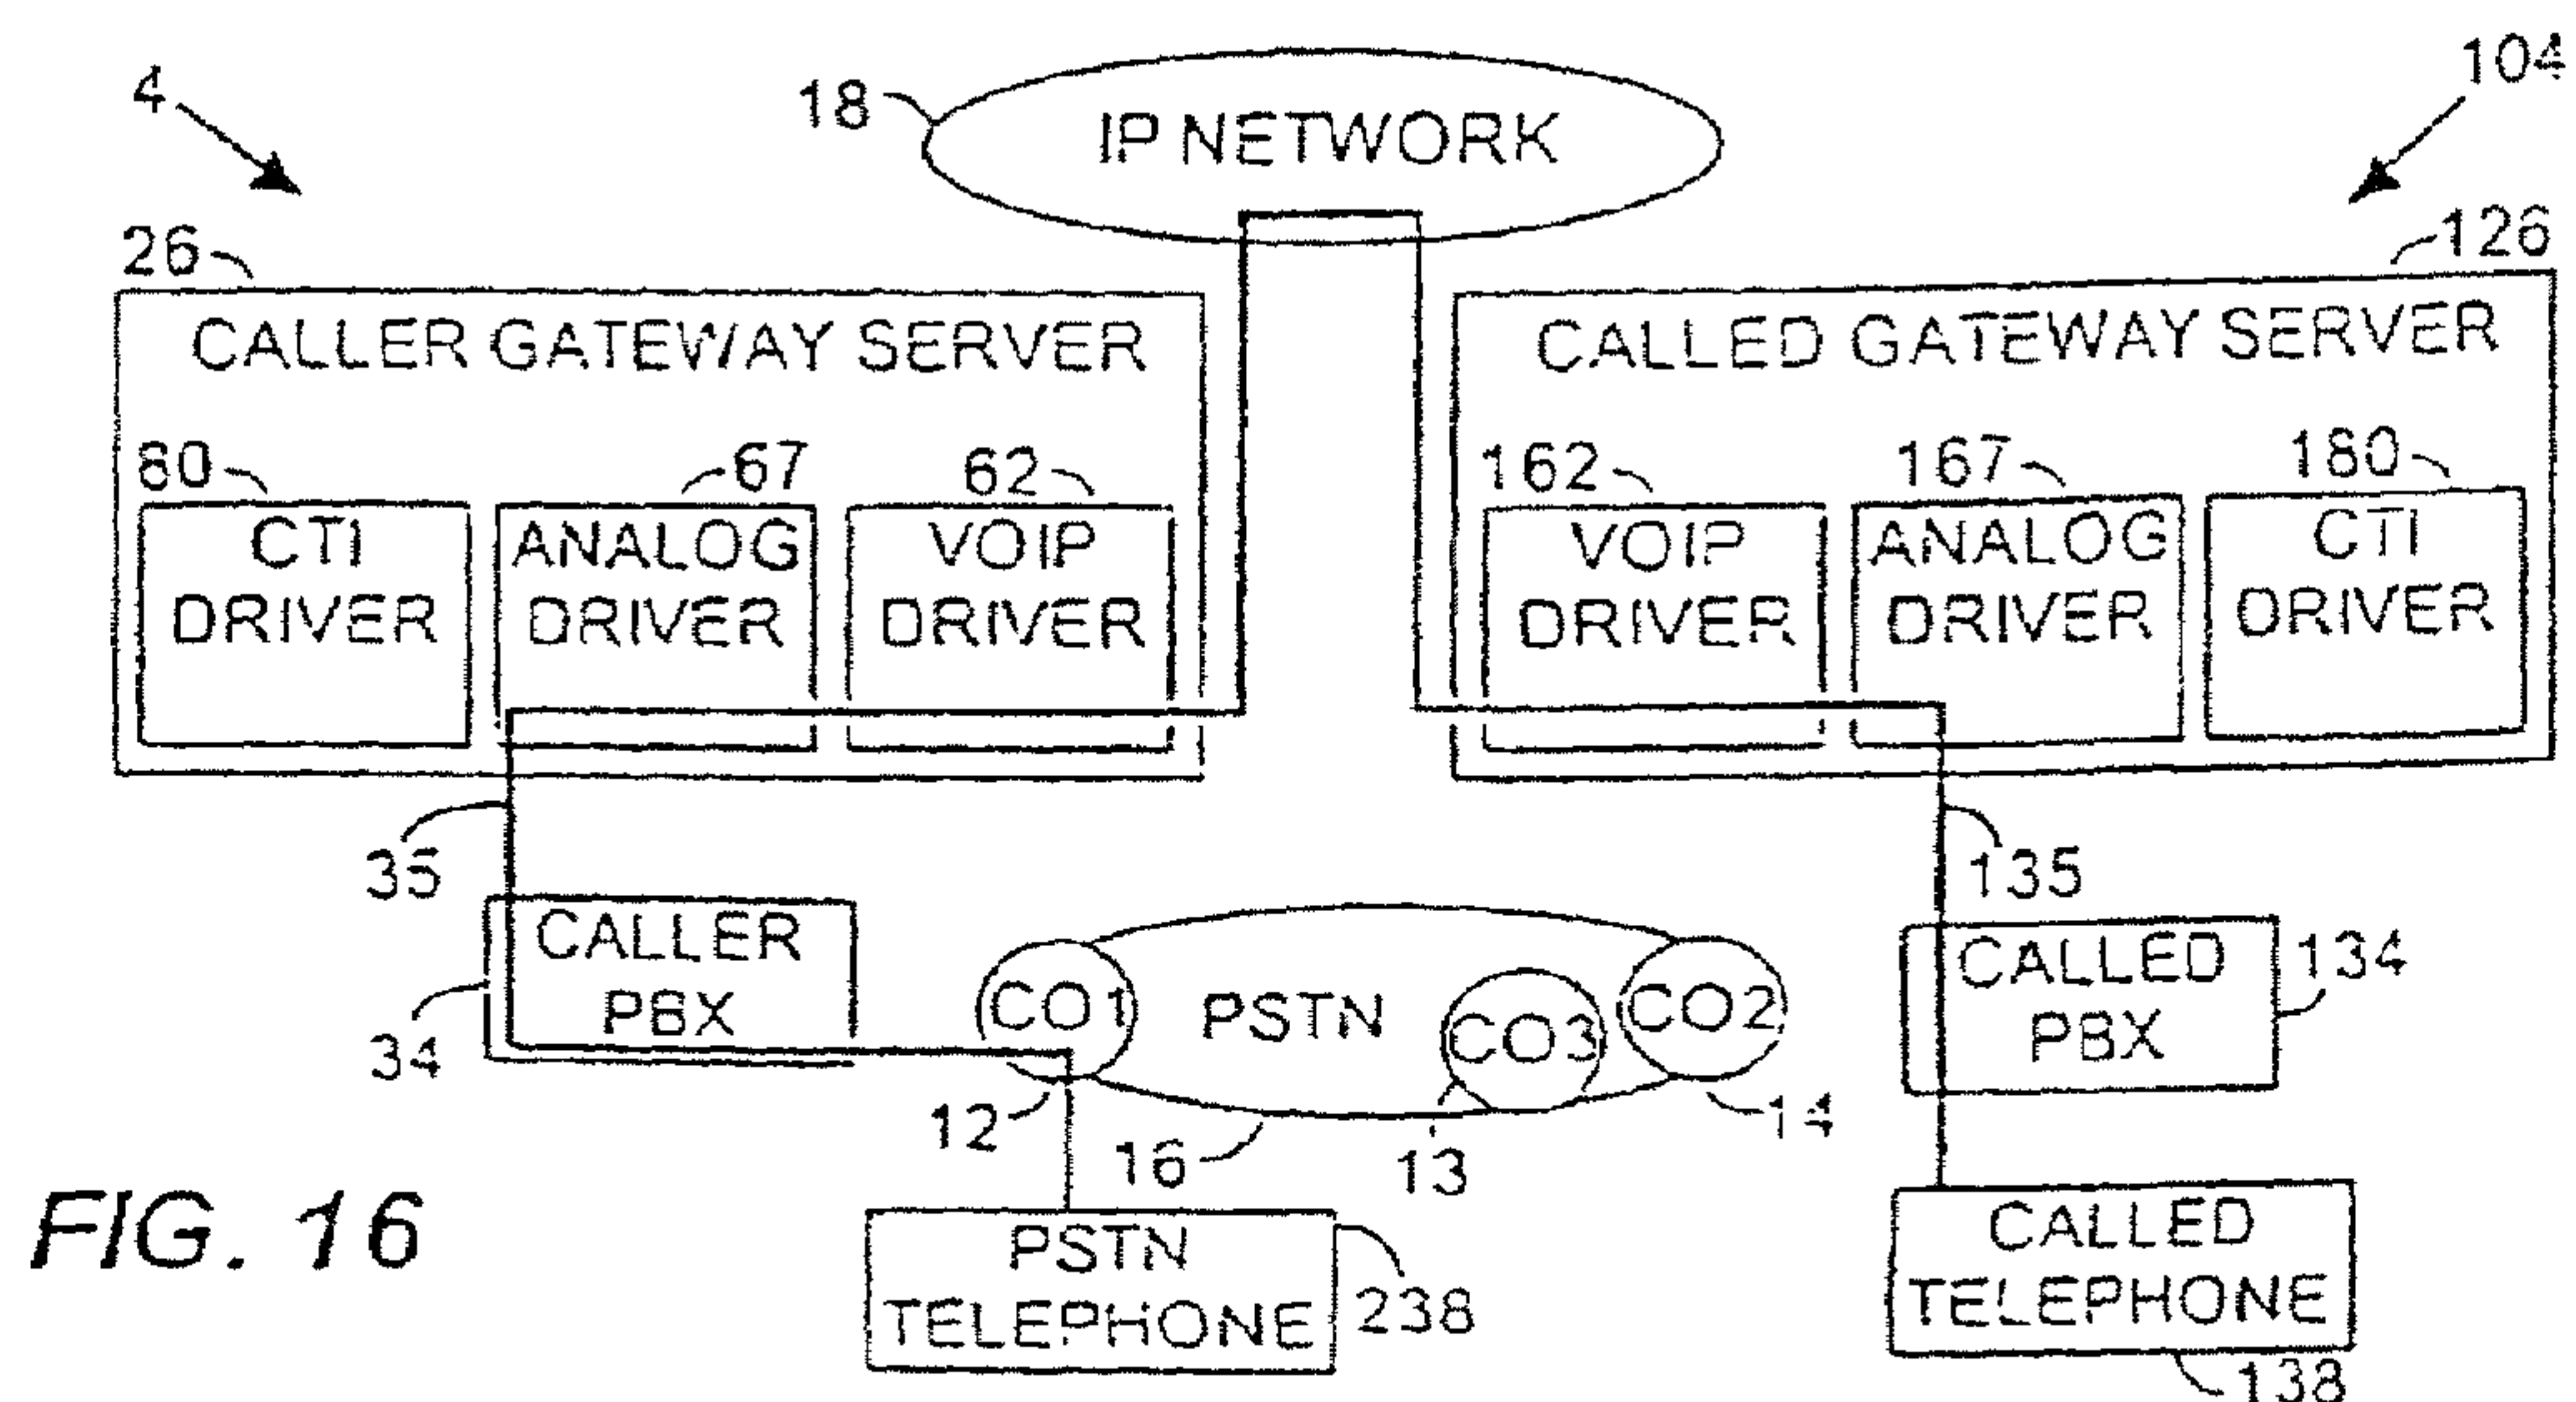 4
18
IP NETWORK
104
26
126
CALLER GATEWAY SERVER
CALLED GATEWAY SERVER
80
67
62
162
167
180
CTI
DRIVER
ANALOG
DRIVER
VOIP
DRIVER
VOIP
DRIVER
ANALOG
DRIVER
CTI
DRIVER
35
135
CALLER
PBX
34
CO1
PSTN
CO3
CO2
CALLED
PBX
134
12
16
13
14
FIG. 16
PSTN
TELEPHONE
238
CALLED
TELEPHONE
138